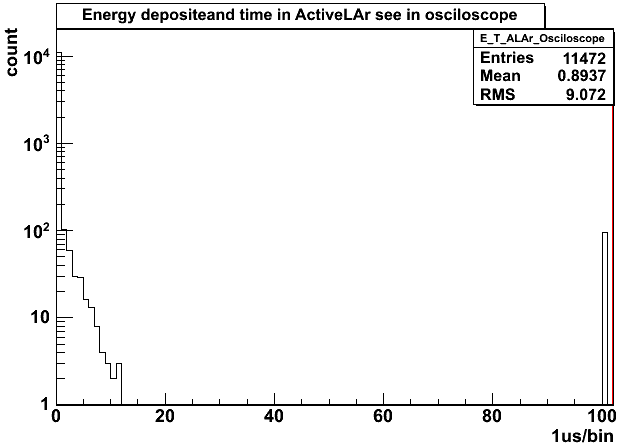 Energy depositeand time in ActiveLAr see in osciloscope
E_T_ALAr_Osciloscope
Entries 11472
Mean 0.8937
RMS 9.072
count
10^4
10^3
10^2
10
1
0 20 40 60 80 100
1us/bin